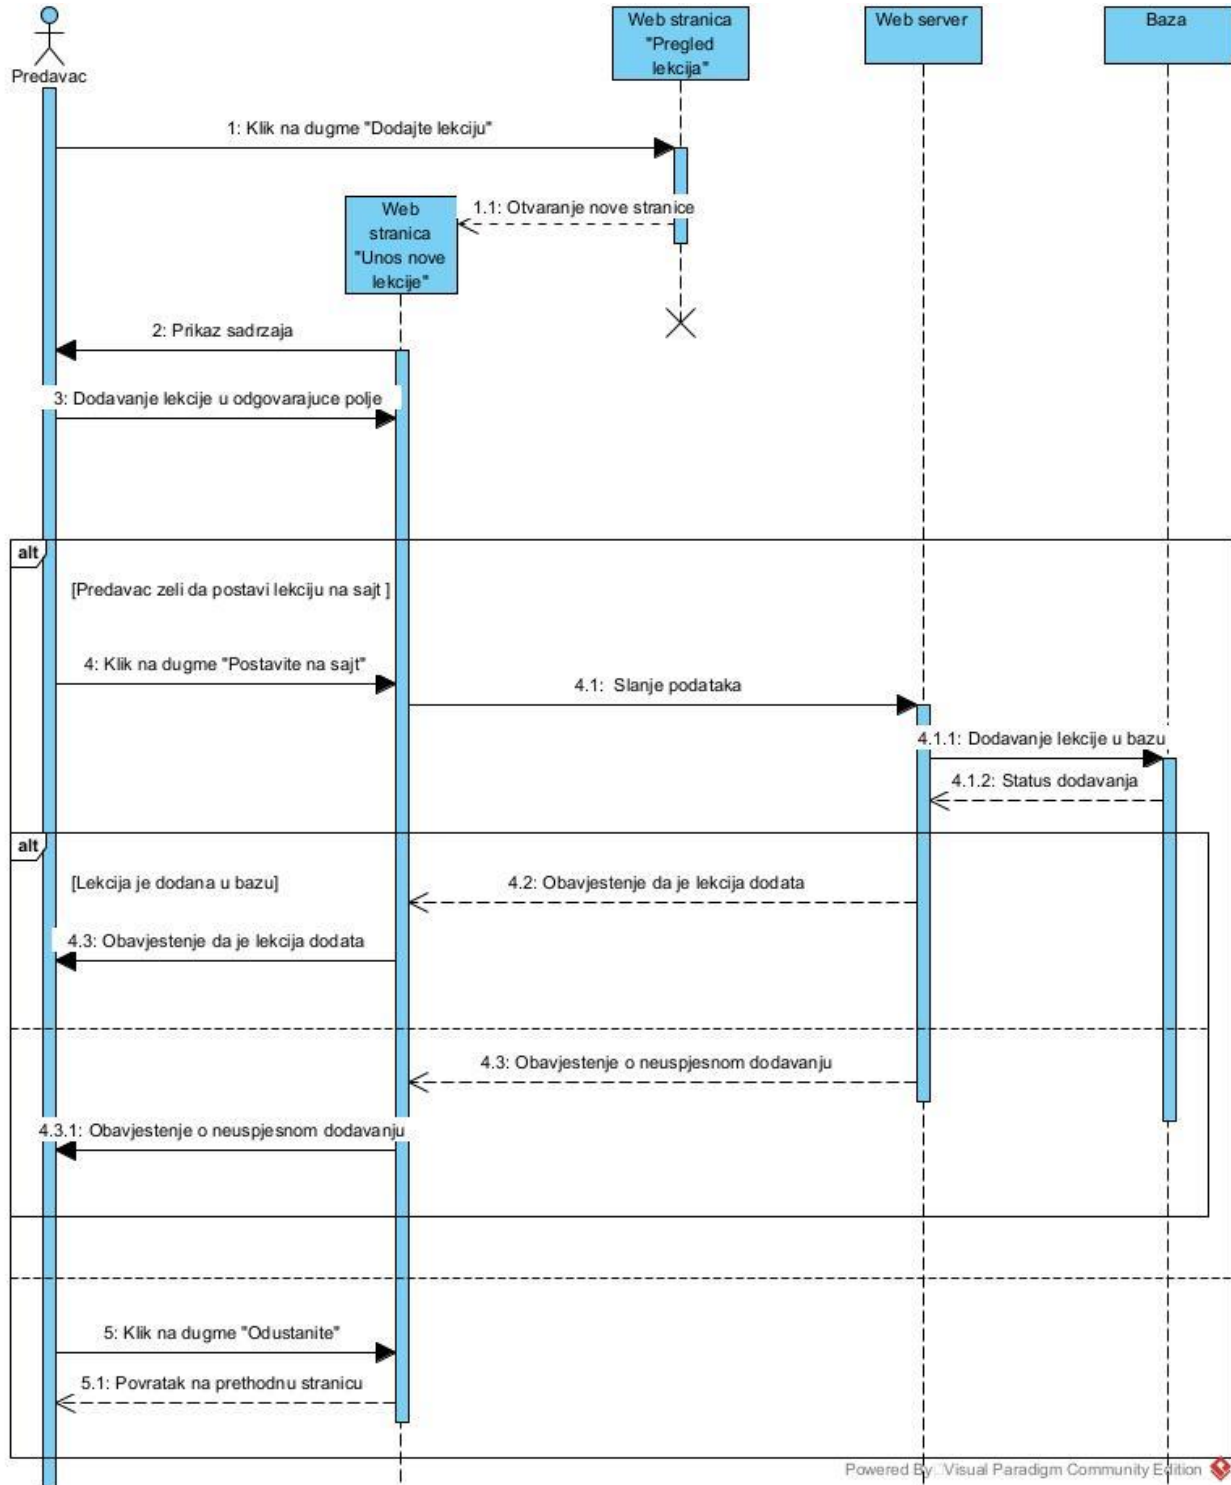 Predavac
Web stranica
"Pregled
lekcija"
Web server
Baza
1: Klik na dugme "Dodajte lekciju"
1.1: Otvaranje nove stranice
Web
stranica
"Unos nove
lekcije"
2: Prikaz sadrzaja
3: Dodavanje lekcije u odgovarajuce polje
alt
[Predavac zeli da postavi lekciju na sajt ]
4: Klik na dugme "Postavite na sajt"
4.1: Slanje podataka
4.1.1: Dodavanje lekcije u bazu
4.1.2: Status dodavanja
alt
[Lekcija je dodana u bazu]
4.2: Obavjestenje da je lekcija dodata
4.3: Obavjestenje da je lekcija dodata
4.3: Obavjestenje o neuspjesnom dodavanju
4.3.1: Obavjestenje o neuspjesnom dodavanju
5: Klik na dugme "Odustanite"
5.1: Povratak na prethodnu stranicu
Powered By Visual Paradigm Community Edition